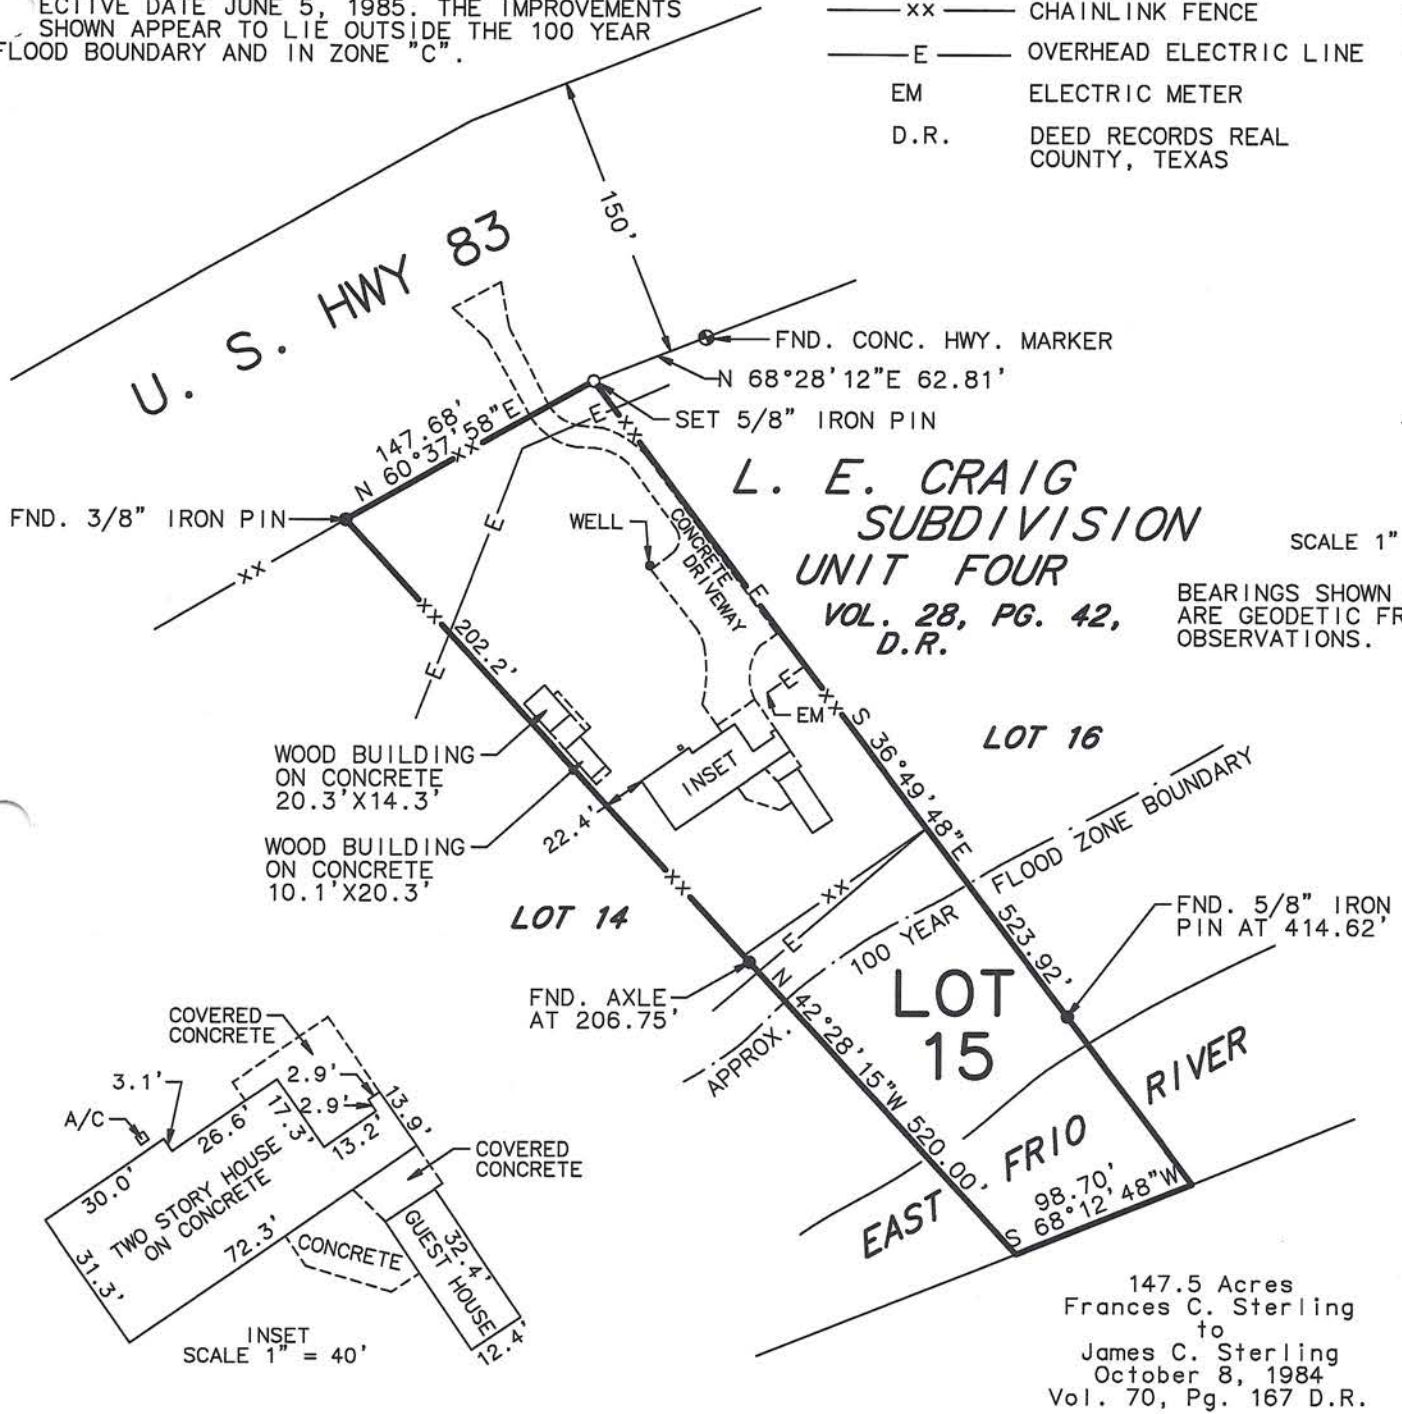 ECTIVE DATE JUNE 5, 1985. THE IMPROVEMENTS
SHOWN APPEAR TO LIE OUTSIDE THE 100 YEAR
FLOOD BOUNDARY AND IN ZONE "C".
XX CHAINLINK FENCE
E OVERHEAD ELECTRIC LINE
EM ELECTRIC METER
D.R. DEED RECORDS REAL
COUNTY, TEXAS
150'
U. S. HWY 83
FND. CONC. HWY. MARKER
N 68°28'12"E 62.81'
SET 5/8" IRON PIN
147.68'
N 60°37'58"E
XX
E
XX
FND. 3/8" IRON PIN
XX
E
WELL
CONCRETE
DRIVEWAY
E
L. E. CRAIG
SUBDIVISION
UNIT FOUR
VOL. 28, PG. 42,
D.R.
SCALE 1"
BEARINGS SHOWN
ARE GEODETIC FR
OBSERVATIONS.
XX
202.2'
E
E
EM
XX
S 36°49'48"E
523.92'
LOT 16
WOOD BUILDING
ON CONCRETE
20.3'X14.3'
WOOD BUILDING
ON CONCRETE
10.1'X20.3'
INSET
22.4'
XX
LOT 14
XX
E
APPROX. 100 YEAR FLOOD ZONE BOUNDARY
FND. 5/8" IRON
PIN AT 414.62'
FND. AXLE
AT 206.75'
N 42°28'15"W 520.00'
LOT
15
EAST FRIO RIVER
98.70'
S 68°12'48"W
COVERED
CONCRETE
3.1'
A/C
2.9'
2.9'
13.9'
26.6'
17.3'
13.2'
30.0'
TWO STORY HOUSE
ON CONCRETE
31.3'
72.3'
COVERED
CONCRETE
CONCRETE
GUEST HOUSE
32.4'
12.4'
INSET
SCALE 1" = 40'
147.5 Acres
Frances C. Sterling
to
James C. Sterling
October 8, 1984
Vol. 70, Pg. 167 D.R.